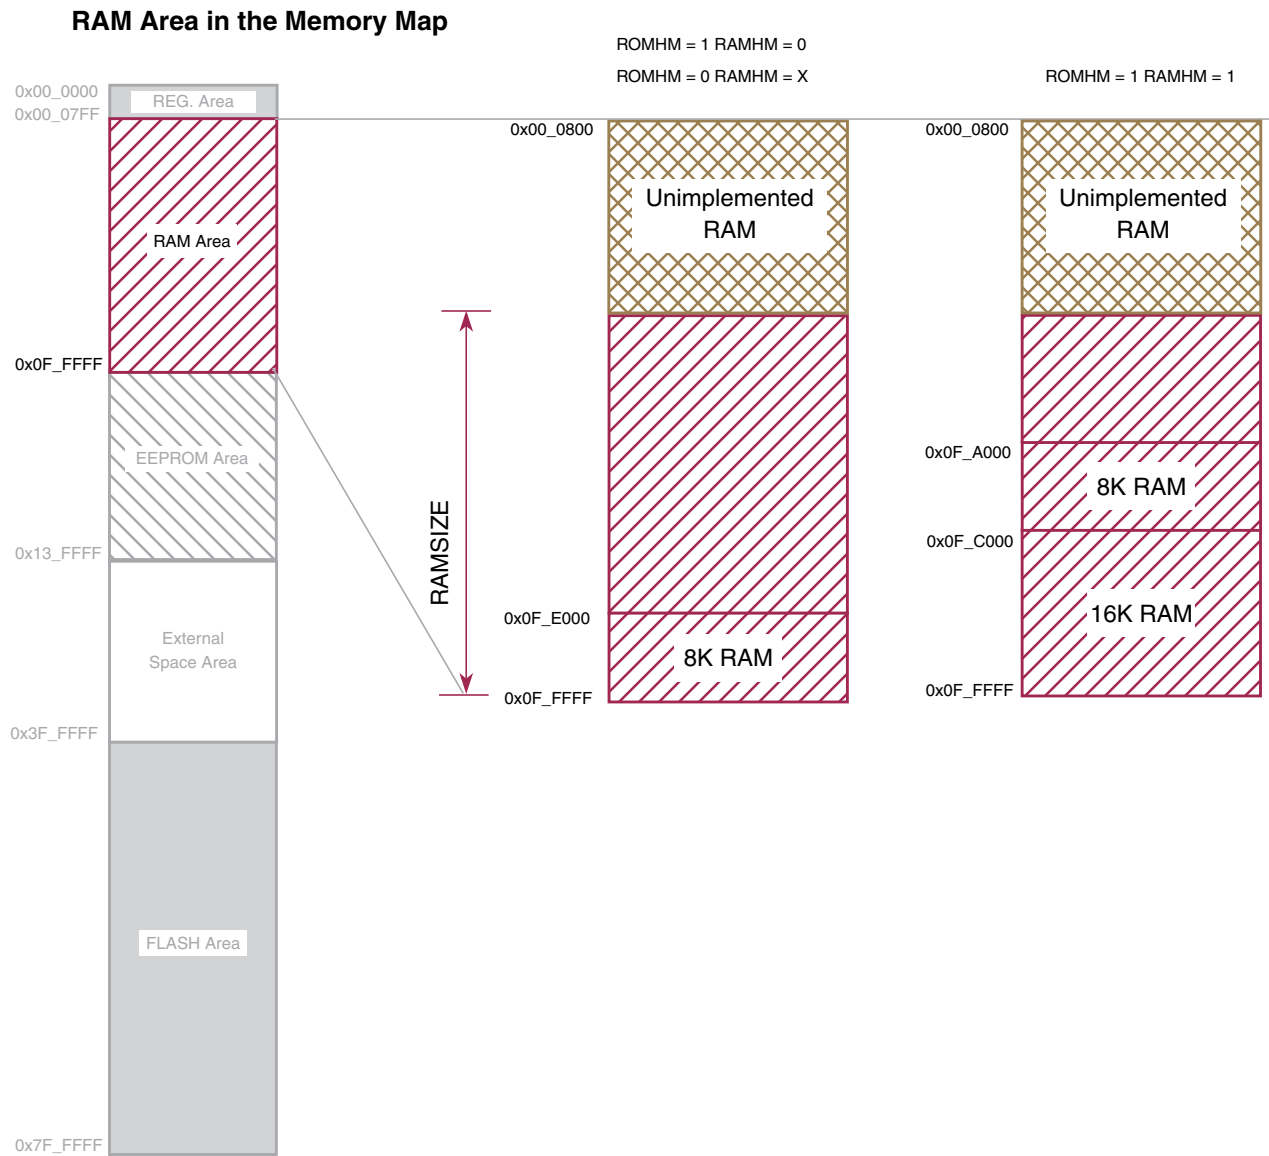 RAM Area in the Memory Map
ROMHM = 1 RAMHM = 0
ROMHM = 0 RAMHM = X
ROMHM = 1 RAMHM = 1
0x00_0000
REG. Area
0x00_07FF
RAM Area
0x0F_FFFF
EEPROM Area
0x13_FFFF
External
Space Area
0x3F_FFFF
FLASH Area
0x7F_FFFF
RAMSIZE
0x00_0800
Unimplemented
RAM
0x0F_E000
8K RAM
0x0F_FFFF
0x00_0800
Unimplemented
RAM
0x0F_A000
8K RAM
0x0F_C000
16K RAM
0x0F_FFFF